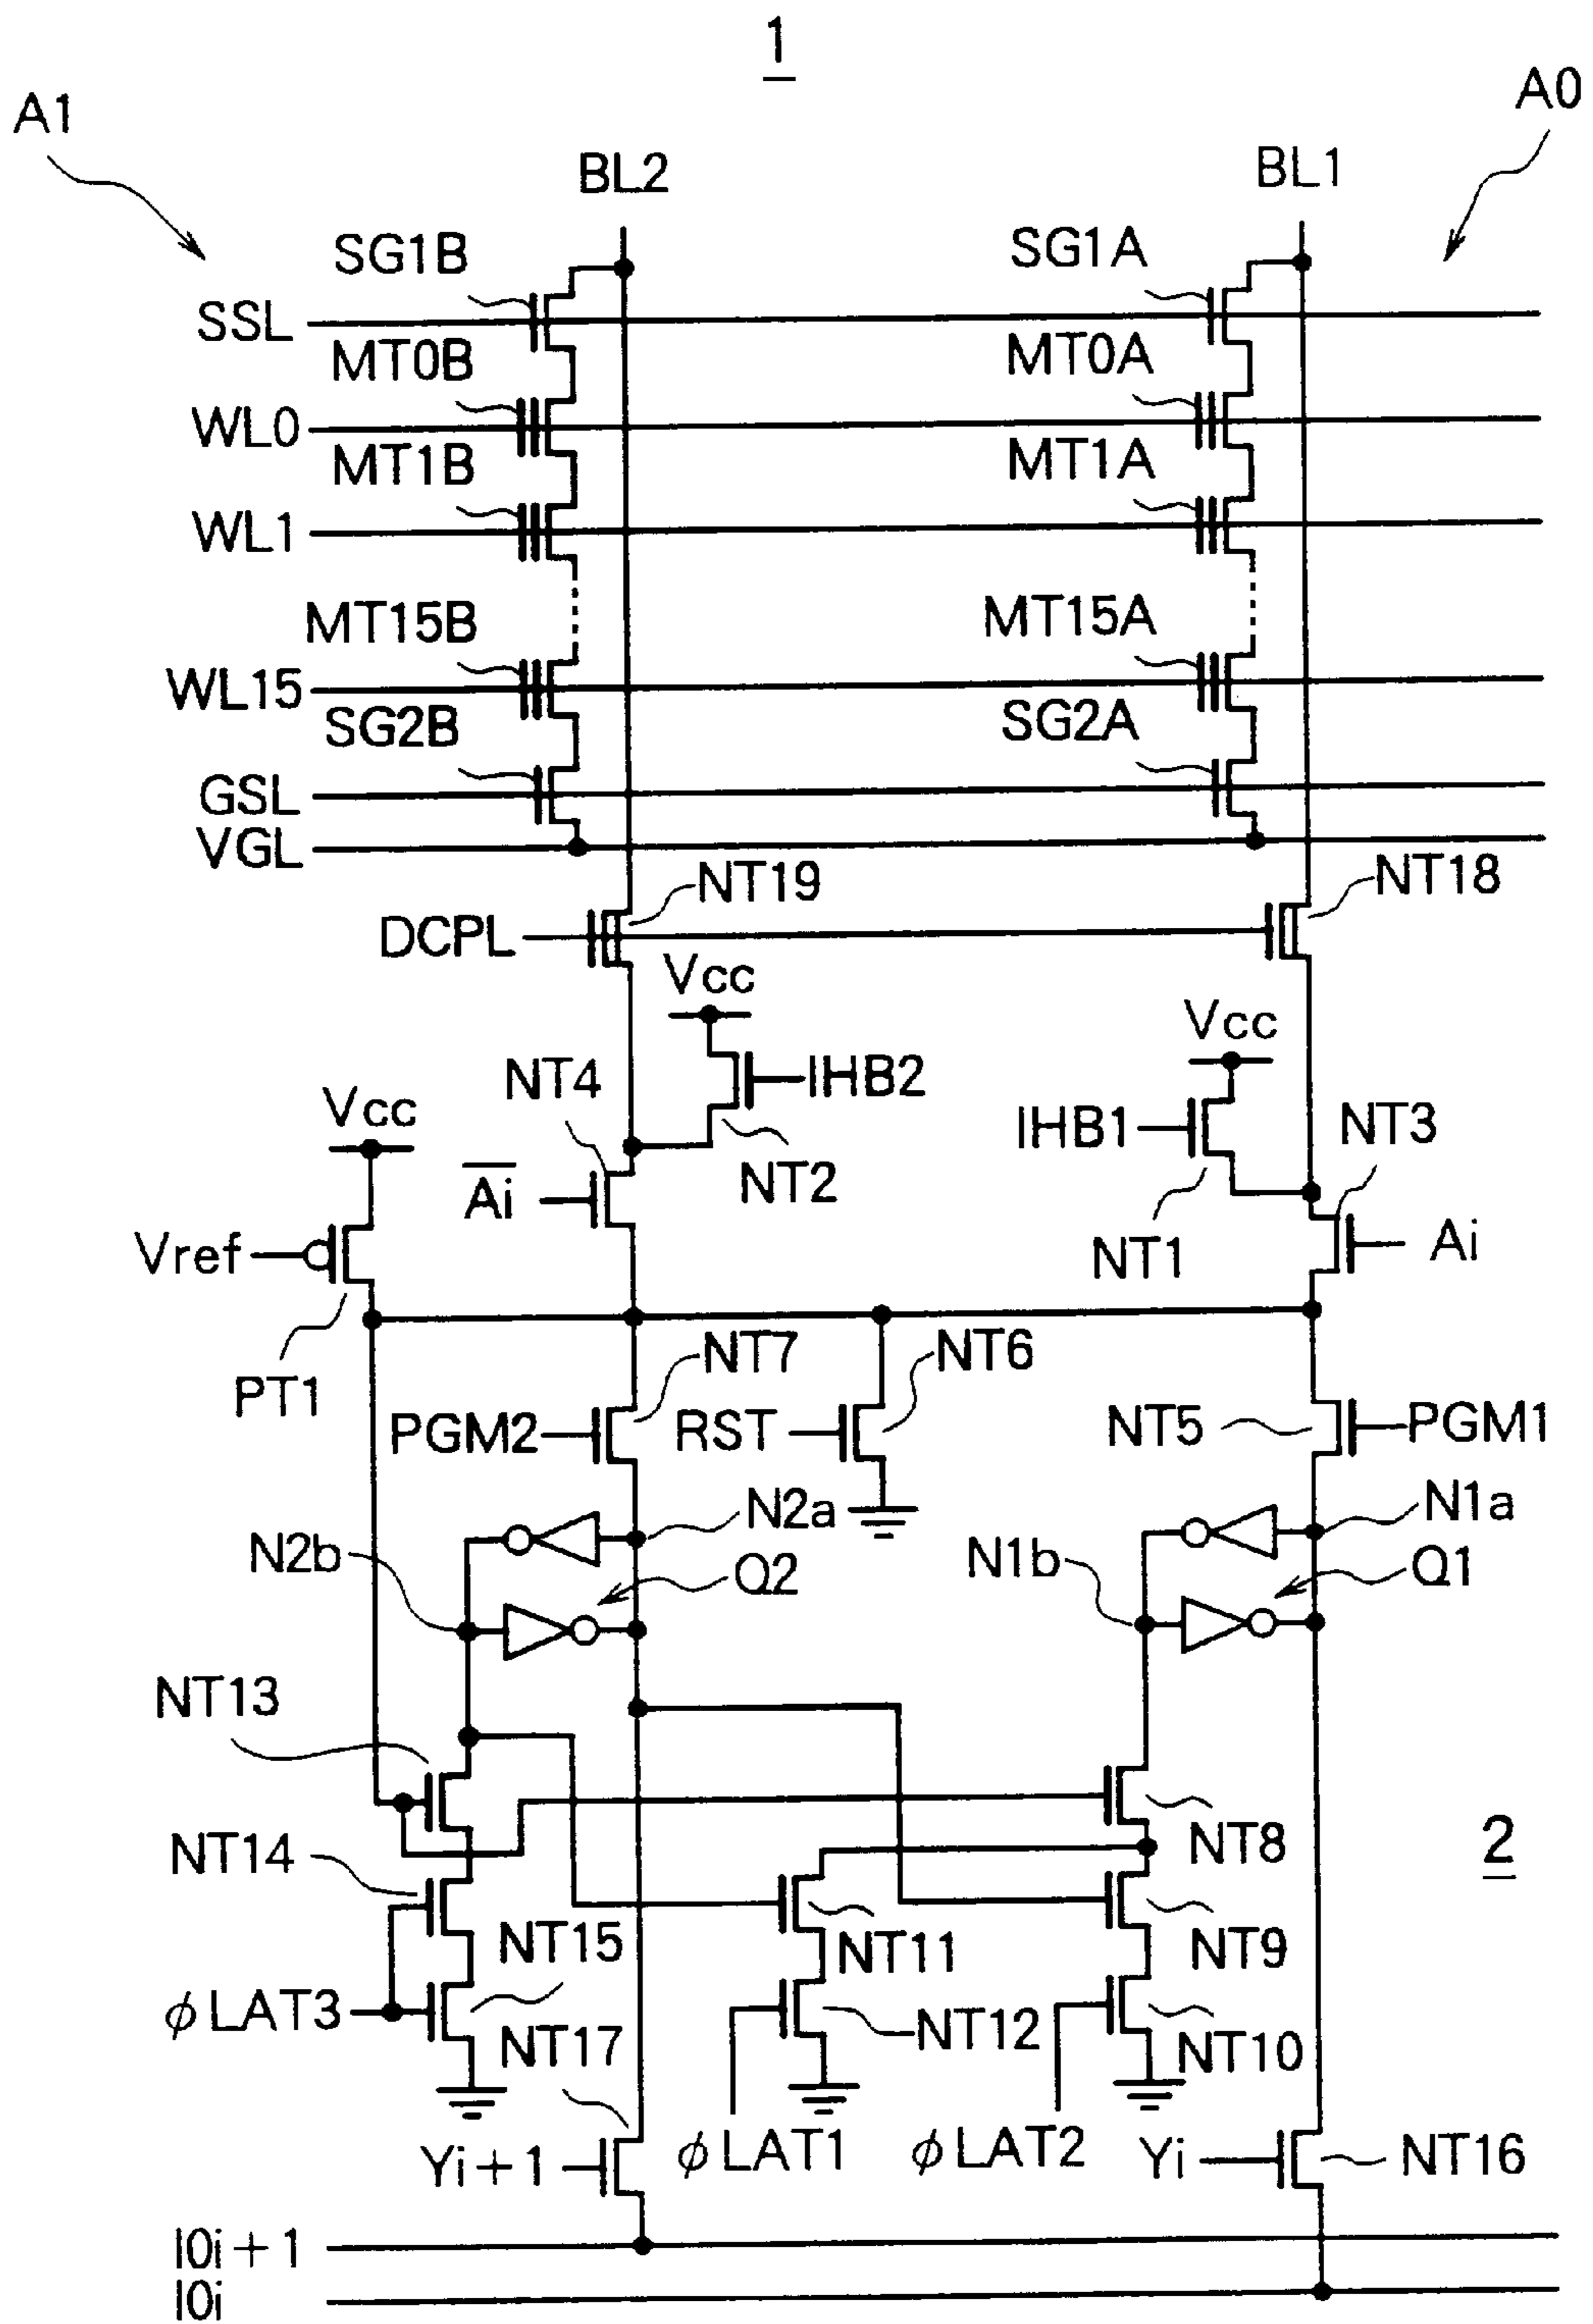 1
A1
A0
BL2
BL1
SG1B
SG1A
SSL
MT0B
MT0A
WL0
MT1B
MT1A
WL1
MT15B
MT15A
WL15
SG2B
SG2A
GSL
VGL
NT19
NT18
DCPL
Vcc
Vcc
NT4
IHB2
Vcc
IHB1
NT3
Ai
NT2
Vref
NT1
Ai
PT1
NT7
NT6
PGM2
RST
NT5
PGM1
N2a
N1a
N2b
Q2
N1b
Q1
NT13
NT14
NT8
2
NT15
NT11
NT9
φLAT3
NT17
NT12
NT10
Yi+1
φLAT1
φLAT2
Yi
NT16
I0i+1
I0i